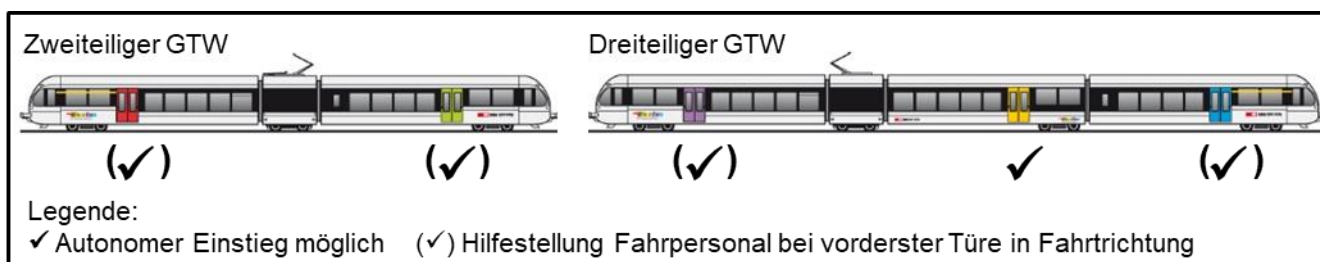 Zweiteiliger GTW
Dreiteiliger GTW
(✓) (✓) (✓) ✓ (✓)
Legende:
✓ Autonomer Einstieg möglich (✓) Hilfestellung Fahrpersonal bei vorderster Türe in Fahrtrichtung